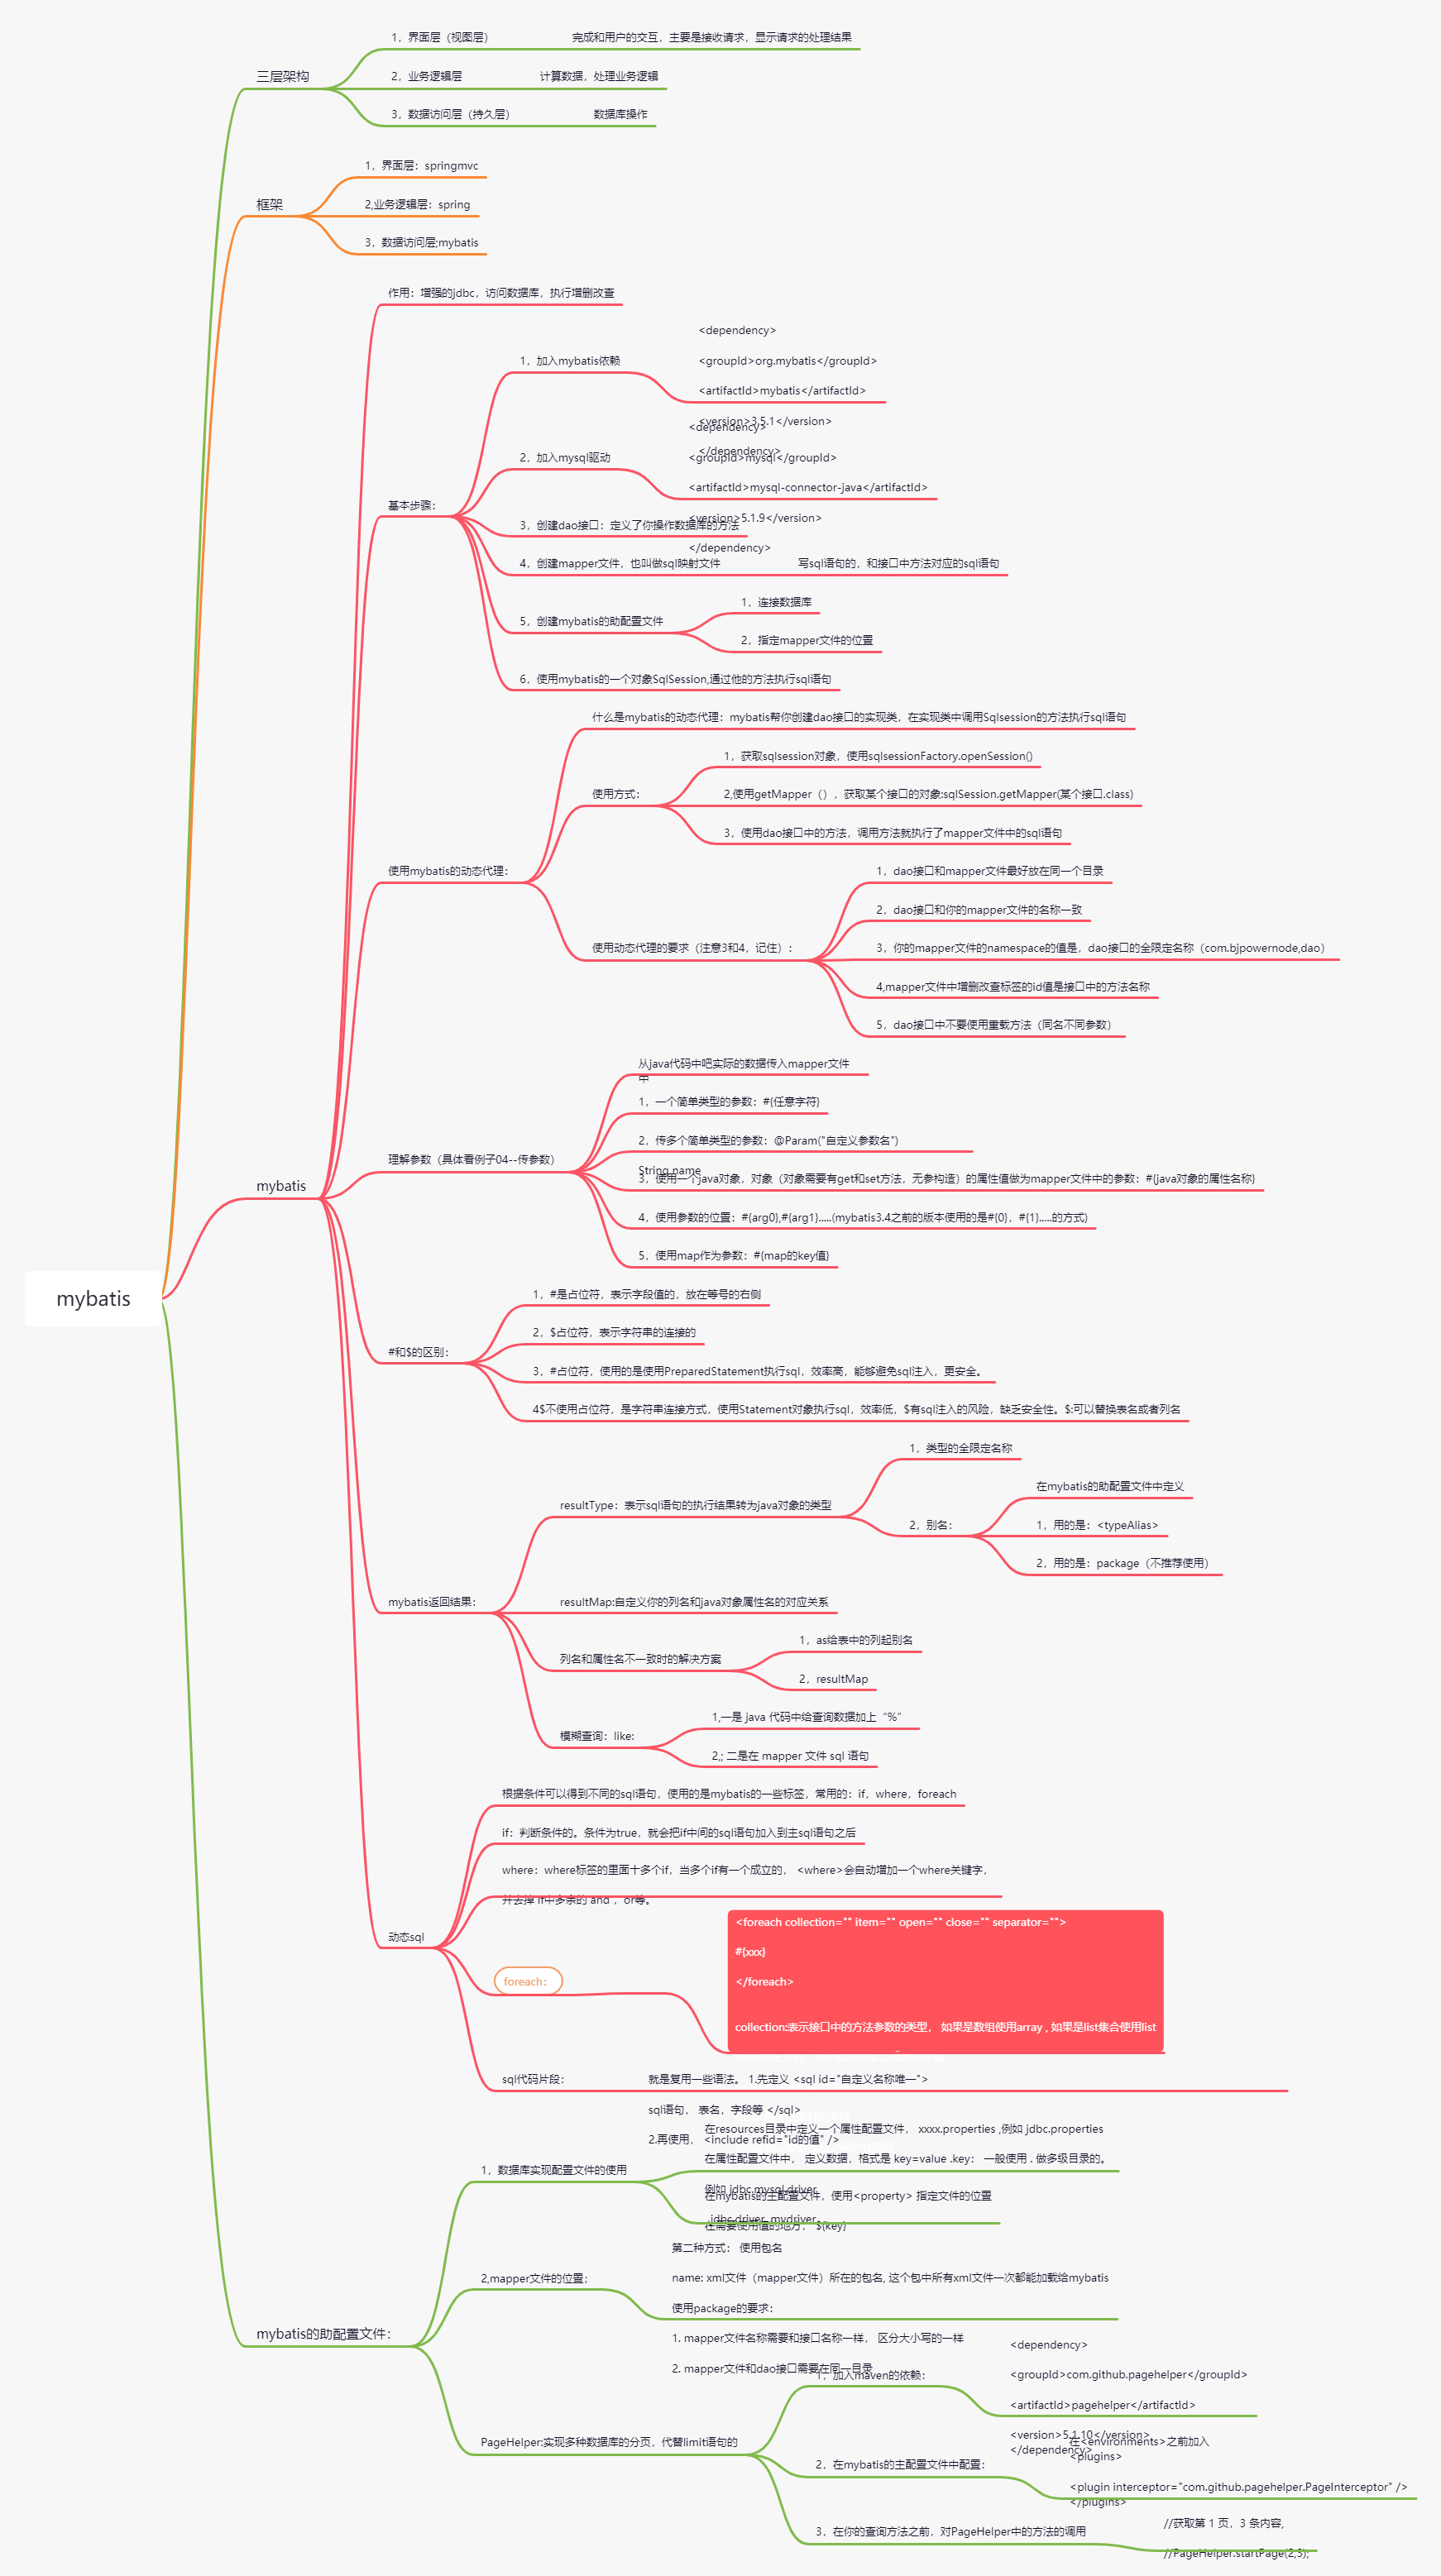 mybatis
三层架构
1，界面层（视图层）
完成和用户的交互，主要是接收请求，显示请求的处理结果
2，业务逻辑层
计算数据，处理业务逻辑
3，数据访问层（持久层）
数据库操作
框架
1，界面层：springmvc
2,业务逻辑层：spring
3，数据访问层;mybatis
mybatis
作用：增强的jdbc，访问数据库，执行增删改查
基本步骤：
1，加入mybatis依赖
<dependency>
<groupId>org.mybatis</groupId>
<artifactId>mybatis</artifactId>
<version>3.5.1</version>
</dependency>
2，加入mysql驱动
<dependency>
<groupId>mysql</groupId>
<artifactId>mysql-connector-java</artifactId>
<version>5.1.9</version>
</dependency>
3，创建dao接口：定义了你操作数据库的方法
4，创建mapper文件，也叫做sql映射文件
写sql语句的，和接口中方法对应的sql语句
5，创建mybatis的助配置文件
1，连接数据库
2，指定mapper文件的位置
6，使用mybatis的一个对象SqlSession,通过他的方法执行sql语句
使用mybatis的动态代理：
什么是mybatis的动态代理：mybatis帮你创建dao接口的实现类，在实现类中调用Sqlsession的方法执行sql语句
使用方式：
1，获取sqlsession对象，使用sqlsessionFactory.openSession()
2,使用getMapper（），获取某个接口的对象:sqlSession.getMapper(某个接口.class)
3，使用dao接口中的方法，调用方法就执行了mapper文件中的sql语句
使用动态代理的要求（注意3和4，记住）：
1，dao接口和mapper文件最好放在同一个目录
2，dao接口和你的mapper文件的名称一致
3，你的mapper文件的namespace的值是，dao接口的全限定名称（com.bjpowernode,dao）
4,mapper文件中增删改查标签的id值是接口中的方法名称
5，dao接口中不要使用重载方法（同名不同参数）
理解参数（具体看例子04--传参数）
从java代码中吧实际的数据传入mapper文件
中
1，一个简单类型的参数：#{任意字符}
2，传多个简单类型的参数：@Param("自定义参数名")
String name
3，使用一个java对象，对象（对象需要有get和set方法，无参构造）的属性值做为mapper文件中的参数：#{java对象的属性名称}
4，使用参数的位置：#{arg0},#{arg1}.....(mybatis3.4之前的版本使用的是#{0}，#{1}.....的方式)
5，使用map作为参数：#{map的key值}
#和$的区别：
1，#是占位符，表示字段值的，放在等号的右侧
2，$占位符，表示字符串的连接的
3，#占位符，使用的是使用PreparedStatement执行sql，效率高，能够避免sql注入，更安全。
4$不使用占位符，是字符串连接方式，使用Statement对象执行sql，效率低，$有sql注入的风险，缺乏安全性。$:可以替换表名或者列名
mybatis返回结果：
resultType：表示sql语句的执行结果转为java对象的类型
1，类型的全限定名称
2，别名：
在mybatis的助配置文件中定义
1，用的是：<typeAlias>
2，用的是：package（不推荐使用）
resultMap:自定义你的列名和java对象属性名的对应关系
列名和属性名不一致时的解决方案
1，as给表中的列起别名
2，resultMap
模糊查询：like:
1,一是 java 代码中给查询数据加上“%”
2,; 二是在 mapper 文件 sql 语句
动态sql
根据条件可以得到不同的sql语句，使用的是mybatis的一些标签，常用的：if，where，foreach
if：判断条件的。条件为true，就会把if中间的sql语句加入到主sql语句之后
where：where标签的里面十多个if，当多个if有一个成立的， <where>会自动增加一个where关键字，
并去掉 if中多余的 and ，or等。
foreach：
<foreach collection="" item="" open="" close="" separator="">
#{xxx}
</foreach>
collection:表示接口中的方法参数的类型， 如果是数组使用array , 如果是list集合使用list
sql代码片段：
就是复用一些语法。 1.先定义 <sql id="自定义名称唯一">
sql语句， 表名，字段等 </sql>
2.再使用， <include refid="id的值" />
mybatis的助配置文件：
1，数据库实现配置文件的使用
在resources目录中定义一个属性配置文件， xxxx.properties ,例如 jdbc.properties
在属性配置文件中， 定义数据，格式是 key=value .key： 一般使用 . 做多级目录的。
例如 jdbc.mysql.driver
, jdbc.driver, mydriver。
在mybatis的主配置文件，使用<property> 指定文件的位置
在需要使用值的地方， ${key}
2,mapper文件的位置；
第二种方式： 使用包名
name: xml文件（mapper文件）所在的包名, 这个包中所有xml文件一次都能加载给mybatis
使用package的要求：
1. mapper文件名称需要和接口名称一样， 区分大小写的一样
2. mapper文件和dao接口需要在同一目录
PageHelper:实现多种数据库的分页，代替limit语句的
1，加入maven的依赖：
<dependency>
<groupId>com.github.pagehelper</groupId>
<artifactId>pagehelper</artifactId>
<version>5.1.10</version>
</dependency>
2，在mybatis的主配置文件中配置：
在<environments>之前加入
<plugins>
<plugin interceptor="com.github.pagehelper.PageInterceptor" />
</plugins>
3，在你的查询方法之前，对PageHelper中的方法的调用
//获取第 1 页，3 条内容,
//PageHelper.startPage(2,3);